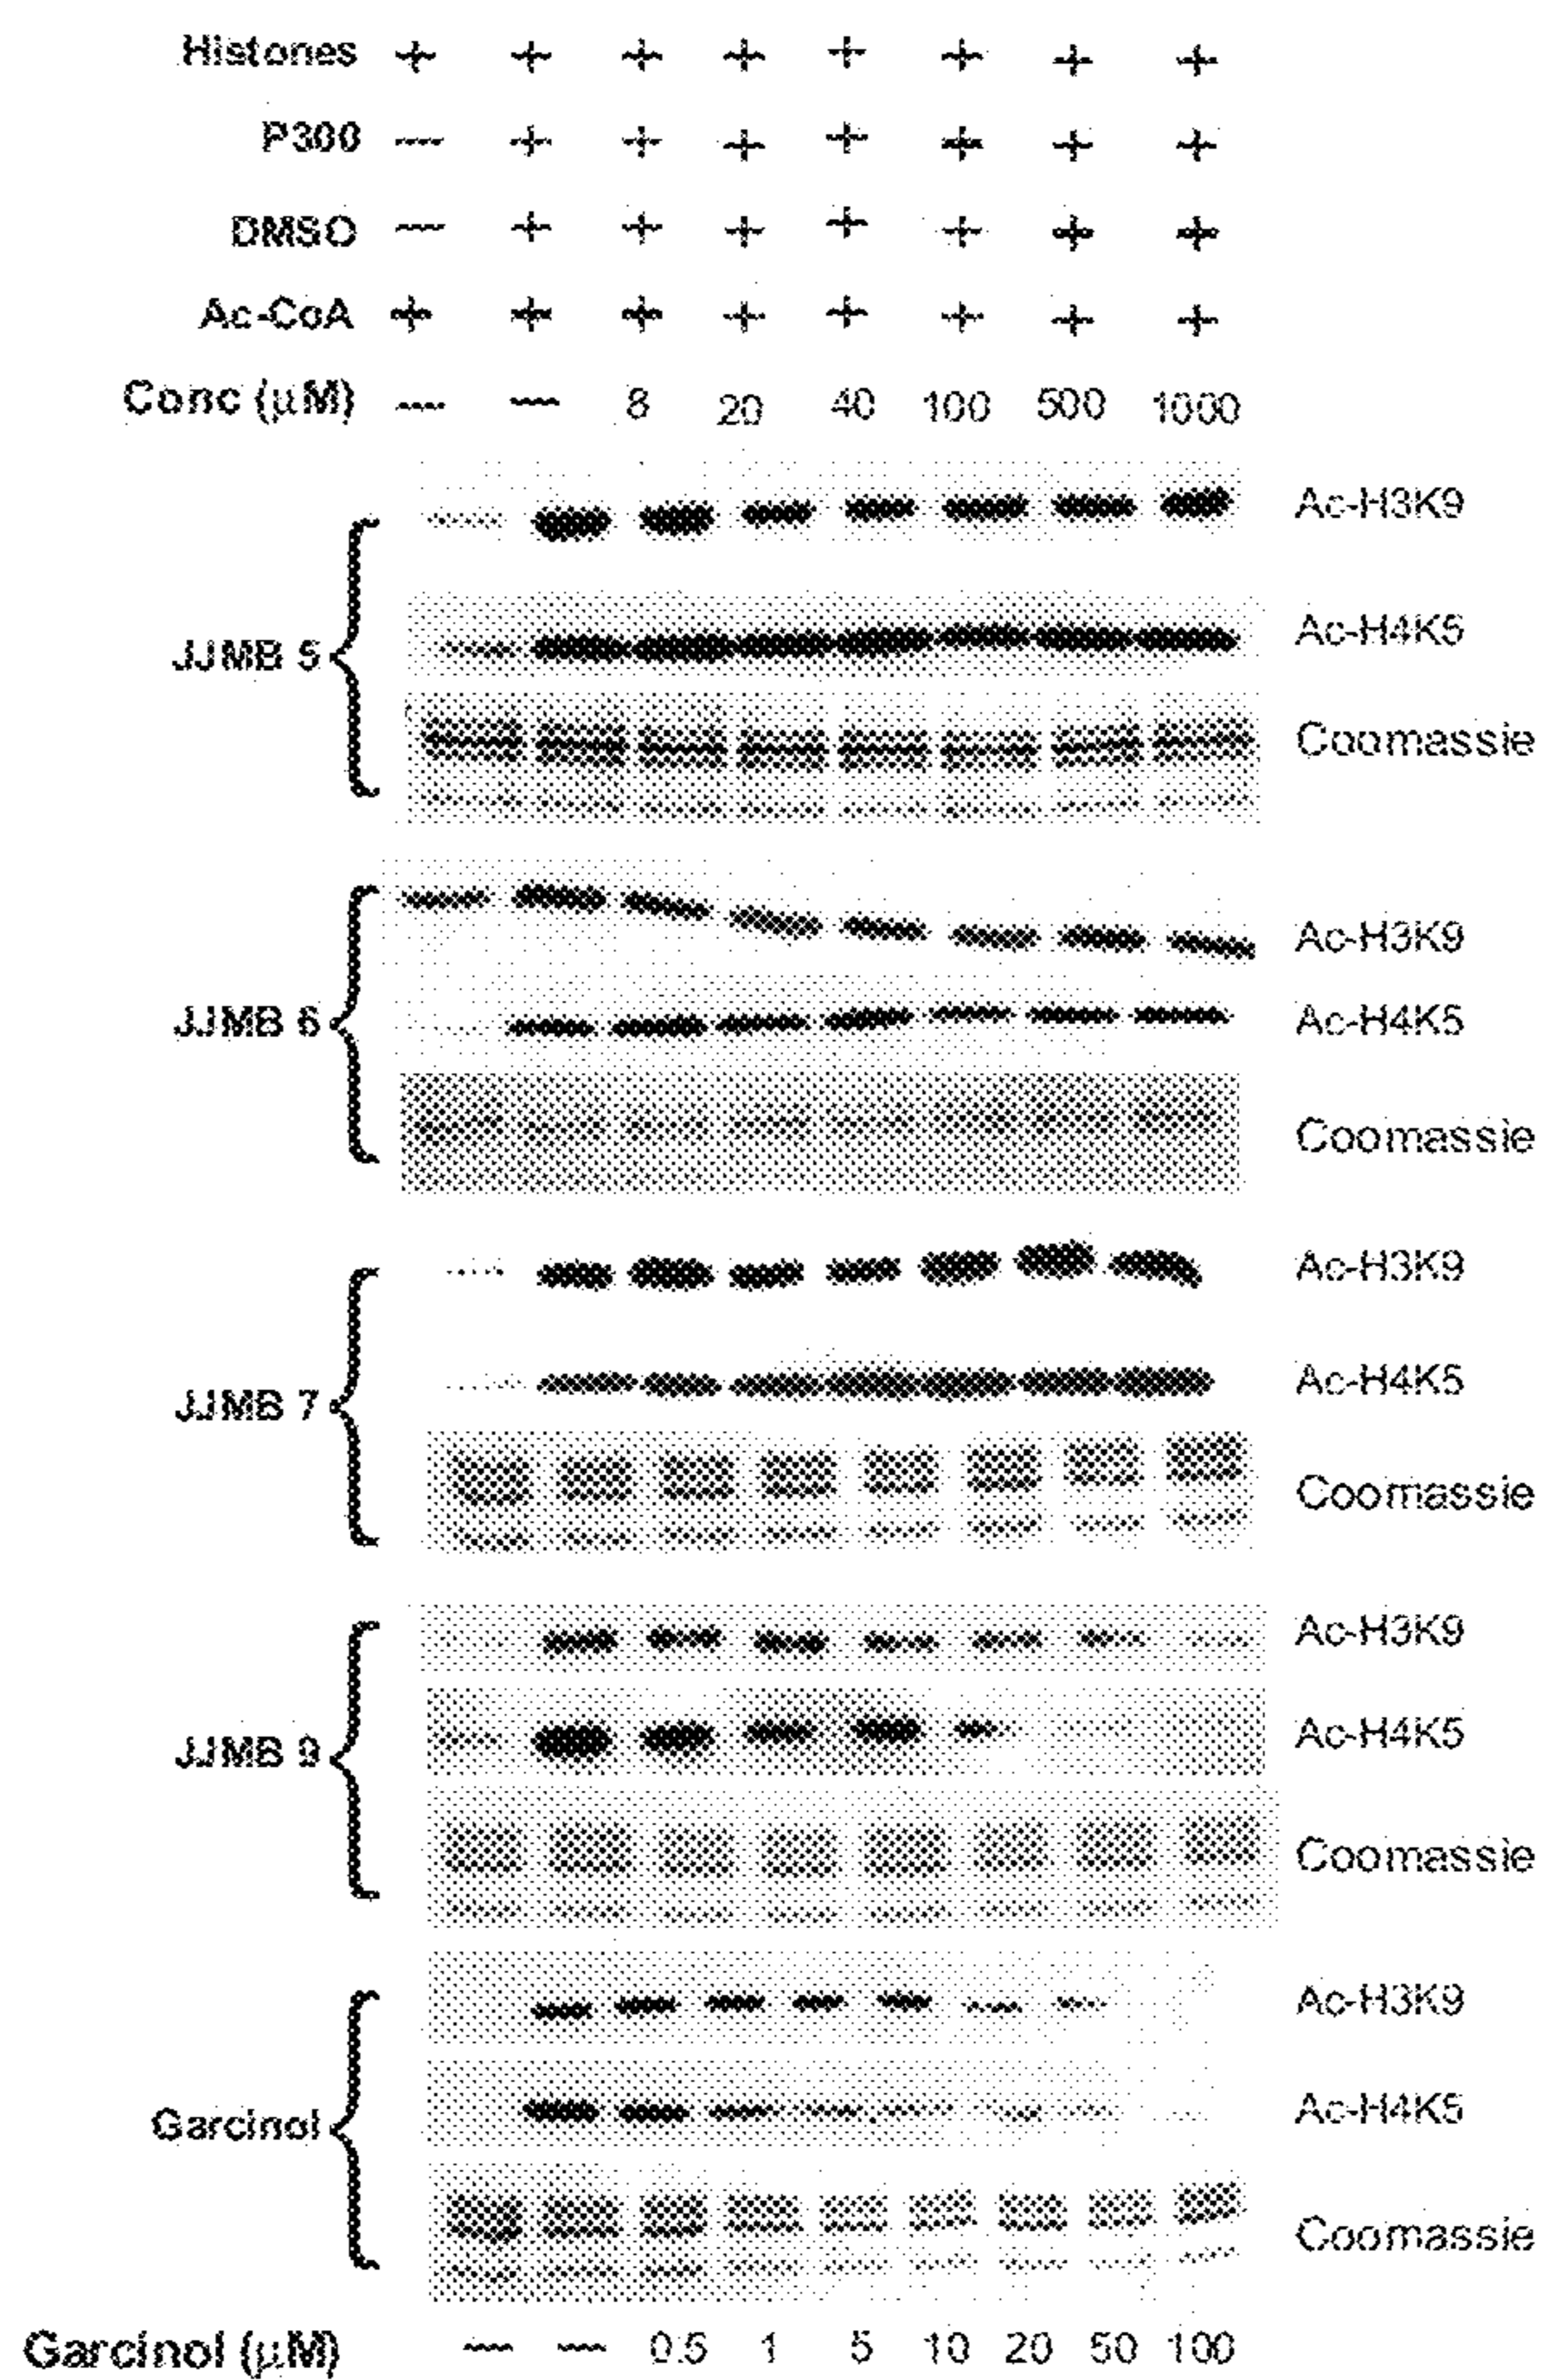 Histones + + + + + + + +
P300 — + + + + + + +
DMSO — + + + + + + +
Ac-CoA + + + + + + + +
Conc (µM) — — 8 20 40 100 500 1000
Ac-H3K9
JJMB 5
Ac-H4K5
Coomassie
Ac-H3K9
JJMB 6
Ac-H4K5
Coomassie
Ac-H3K9
JJMB 7
Ac-H4K5
Coomassie
Ac-H3K9
JJMB 9
Ac-H4K5
Coomassie
Ac-H3K9
Garcinol
Ac-H4K5
Coomassie
Garcinol (µM) — — 0.5 1 5 10 20 50 100